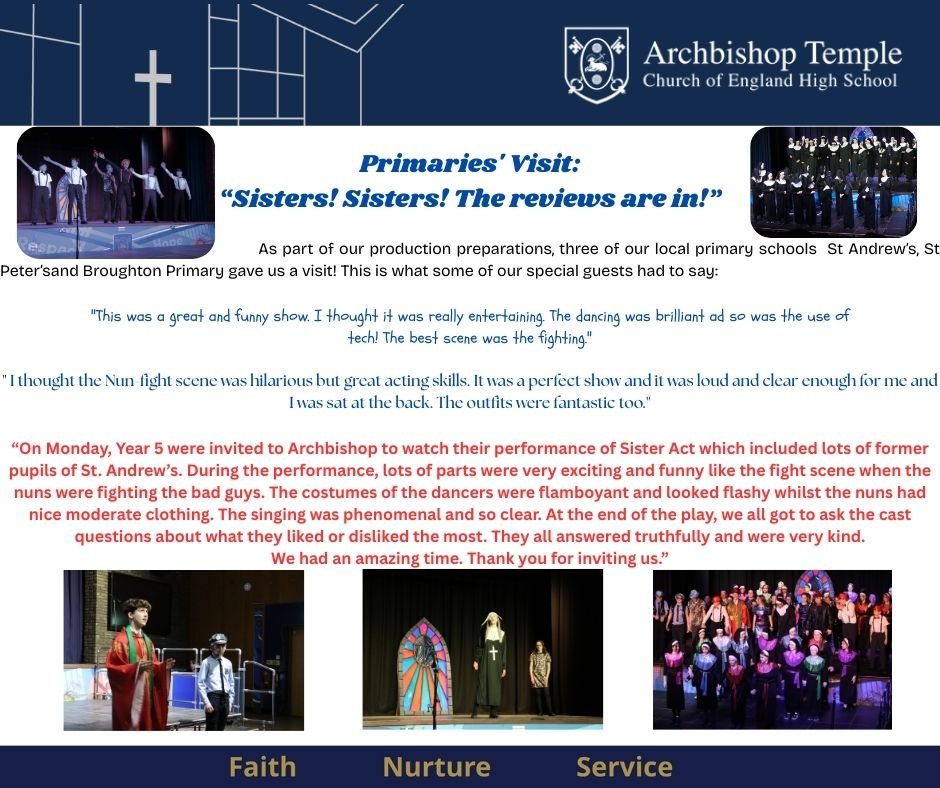 Archbishop Temple
Church of England High School
Primaries' Visit:
“Sisters! Sisters! The reviews are in!”
As part of our production preparations, three of our local primary schools  St Andrew’s, St
Peter’sand Broughton Primary gave us a visit! This is what some of our special guests had to say:
"This was a great and funny show. I thought it was really entertaining. The dancing was brilliant ad so was the use of
tech! The best scene was the fighting."
" I thought the Nun-fight scene was hilarious but great acting skills. It was a perfect show and it was loud and clear enough for me and
I was sat at the back. The outfits were fantastic too."
“On Monday, Year 5 were invited to Archbishop to watch their performance of Sister Act which included lots of former
pupils of St. Andrew’s. During the performance, lots of parts were very exciting and funny like the fight scene when the
nuns were fighting the bad guys. The costumes of the dancers were flamboyant and looked flashy whilst the nuns had
nice moderate clothing. The singing was phenomenal and so clear. At the end of the play, we all got to ask the cast
questions about what they liked or disliked the most. They all answered truthfully and were very kind.
We had an amazing time. Thank you for inviting us.”
Respect
Hope
Faith Nurture Service